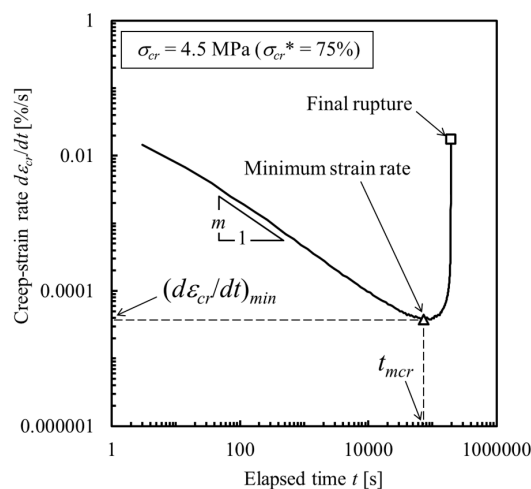 σcr = 4.5 MPa (σcr* = 75%)
Final rupture
Minimum strain rate
m
1
(dεcr/dt)min
tmcr
Creep-strain rate dεcr/dt [%/s]
1
0.01
0.0001
0.000001
1
100
10000
1000000
Elapsed time t [s]